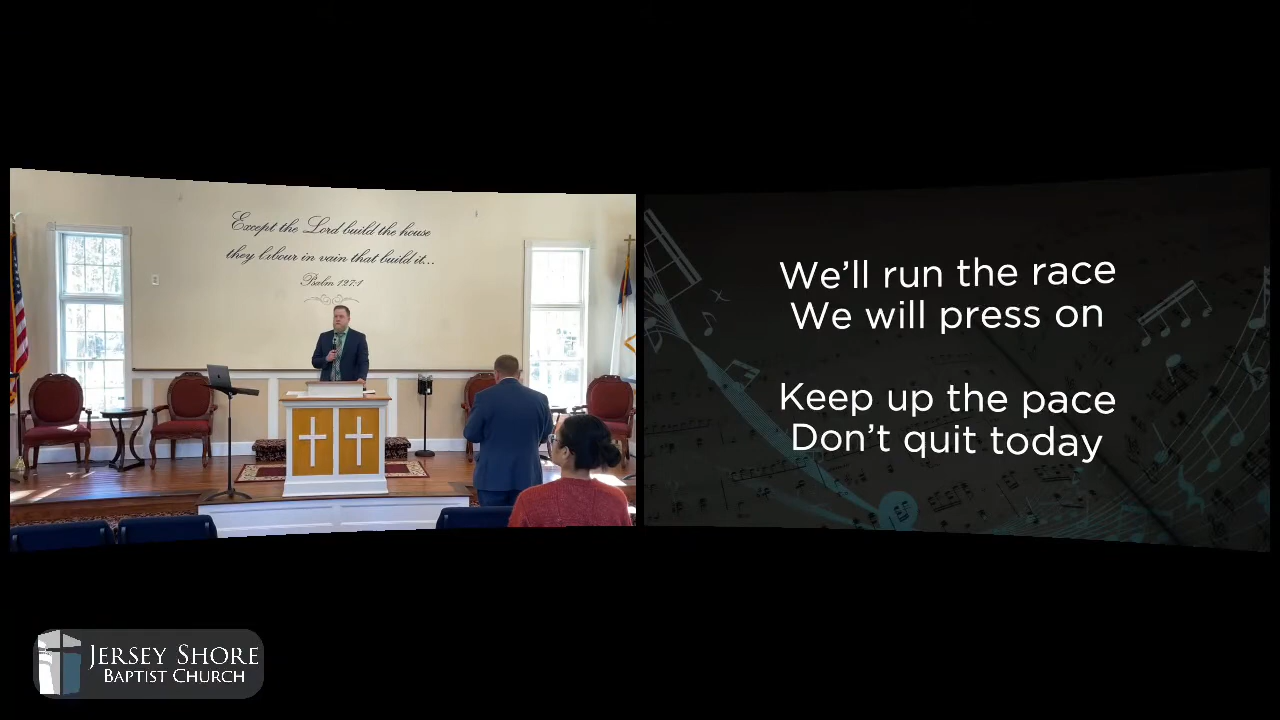 Except the Lord build the house
they labour in vain that build it...
Psalm 127:1
We'll run the race
We will press on
Keep up the pace
Don't quit today
JERSEY SHORE
BAPTIST CHURCH